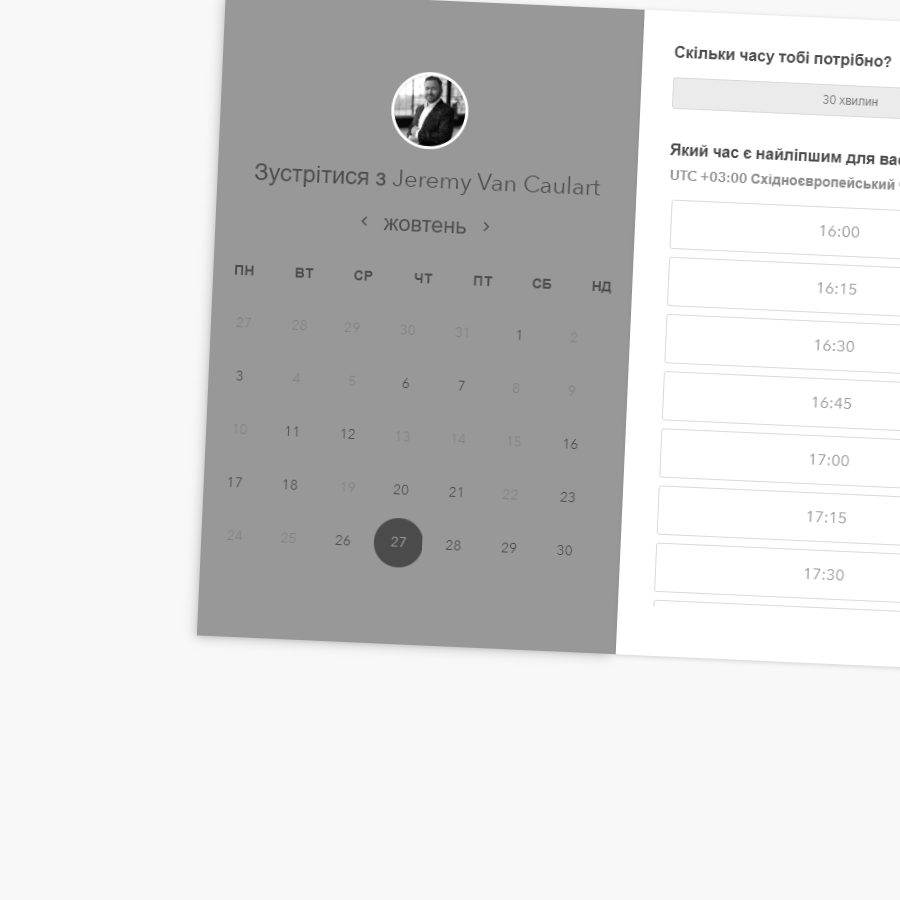 Зустрітися з Jeremy Van Caulart
жовтень
ПН ВТ СР ЧТ ПТ СБ НД
27 28 29 30 31 1 2
3 4 5 6 7 8 9
10 11 12 13 14 15 16
17 18 19 20 21 22 23
24 25 26 27 28 29 30
Скільки часу тобі потрібно?
30 хвилин
Який час є найліпшим для вас
UTC +03:00 Східноєвропейський
16:00
16:15
16:30
16:45
17:00
17:15
17:30